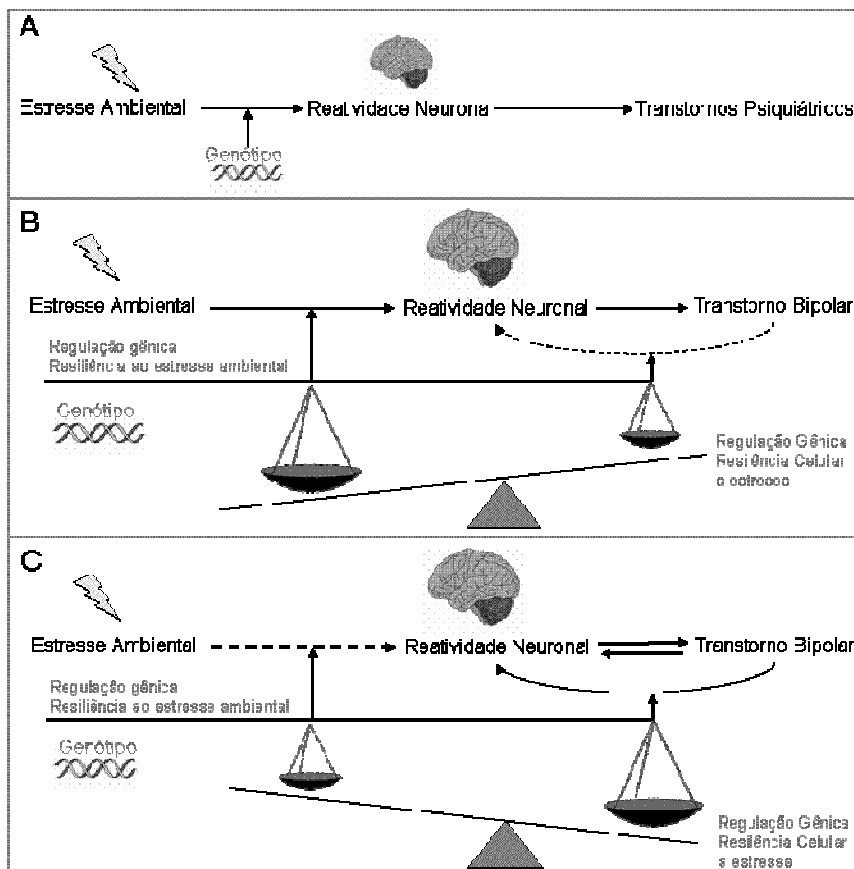 A
Estresse Ambiental
Reatividade Neurona
Transtornos Psiquiátricos
Genótipo
B
Estresse Ambiental
Reatividade Neuronal
Transtorno Bipolar
Regulação gênica
Resiliência ao estresse ambiental
Genótipo
Regulação Gênica
Resiência Celular
C
Estresse Ambiental
Reatividade Neuronal
Transtorno Bipolar
Regulação gênica
Resiliência ao estresse ambiental
Genótipo
Regulação Gênica
Resiliência Celular
a estresse